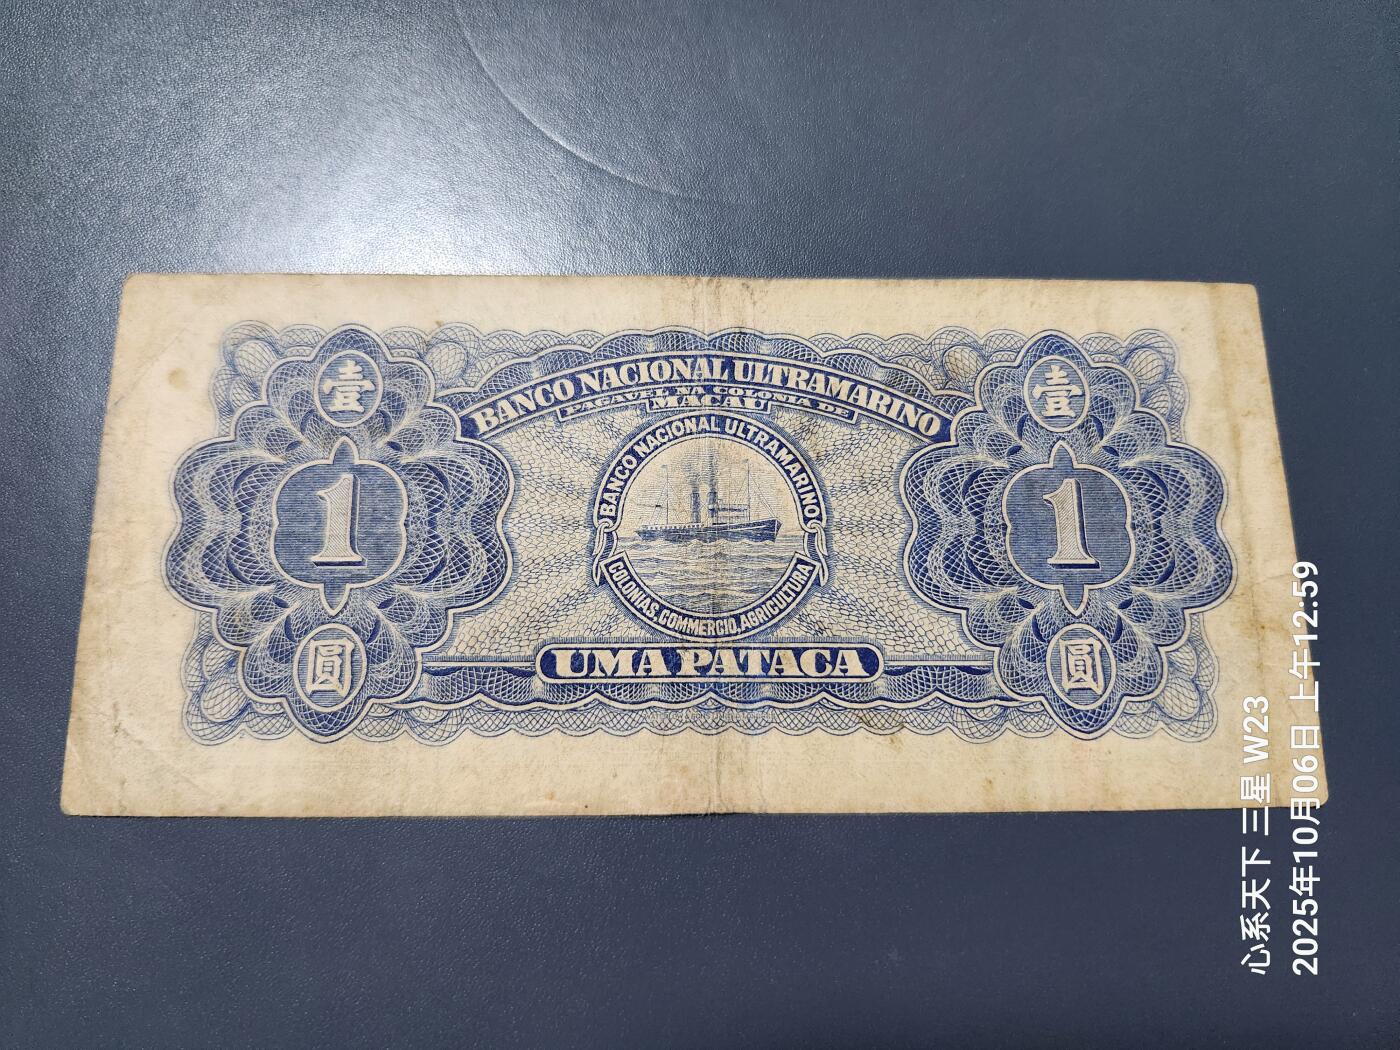 壹
壹
BANCO NACIONAL ULTRAMARINO
PAGAVEL NA COLONIA DE
MACAU
BANCO NACIONAL ULTRAMARINO
1
1
COLONIAS, COMMERCIO, AGRICULTURA
圓
UMA PATACA
圓
心系天下 三星 W23
2025年10月06日 上午12:59